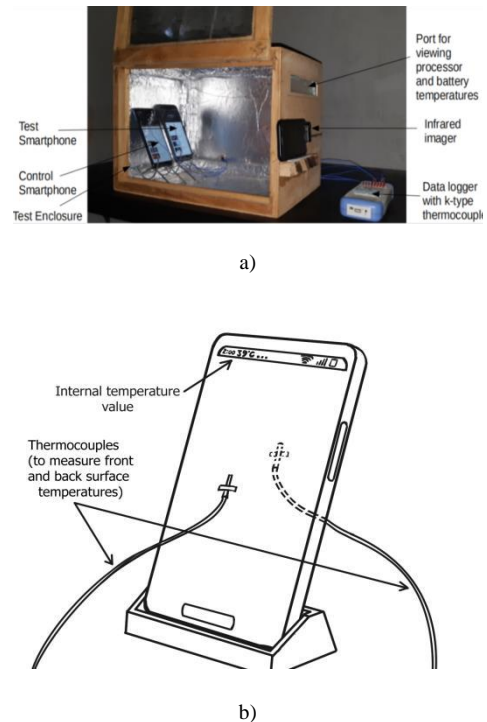 Port for
viewing
processor
and battery
temperatures
Test
Smartphone
Infrared
imager
Control
Smartphone
Data logger
with k-type
thermocouple
Test Enclosure
a)
39°C ...
Internal temperature
value
Thermocouples
(to measure front
and back surface
temperatures)
b)